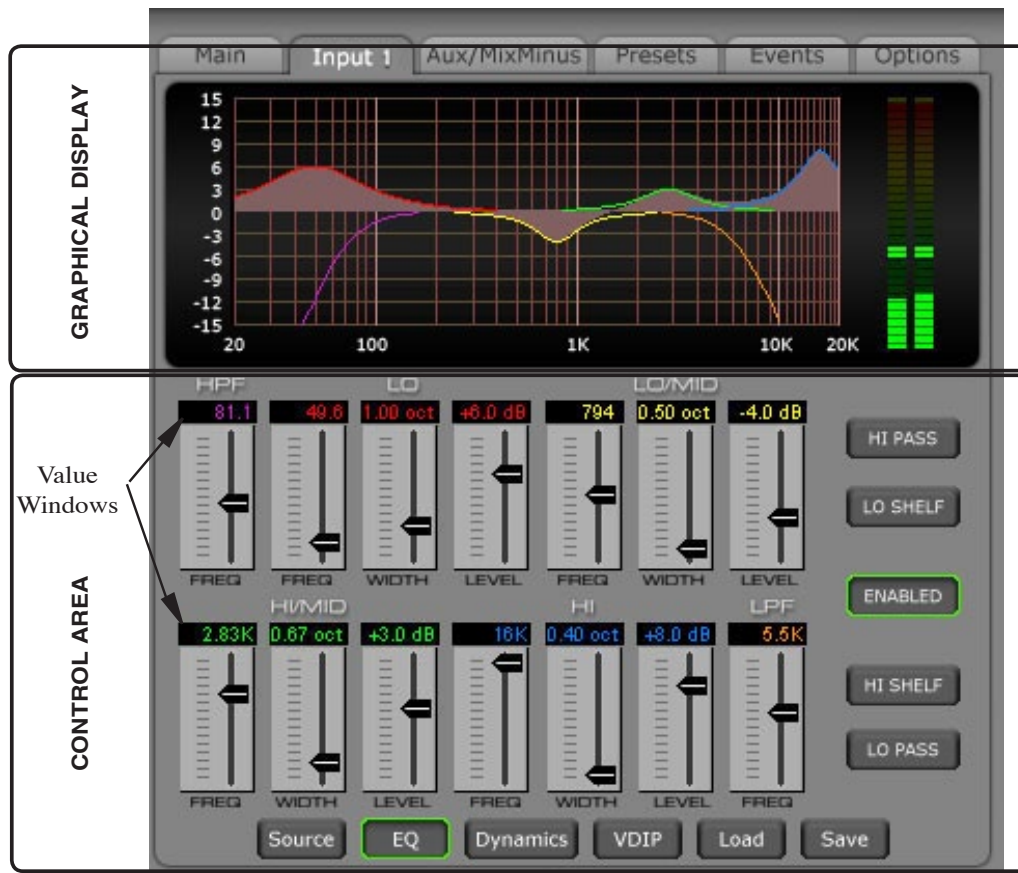 Main Input 1 Aux/MixMinus Presets Events Options
GRAPHICAL DISPLAY
15
12
9
6
3
0
-3
-6
-9
-12
-15
20 100 1K 10K 20K
CONTROL AREA
Value
Windows
HPF LO LO/MID
81.1 49.6 1.00 oct +6.0 dB 794 0.50 oct -4.0 dB
FREQ FREQ WIDTH LEVEL FREQ WIDTH LEVEL
HI/MID HI LPF
2.83K 0.67 oct +3.0 dB 16K 0.40 oct +8.0 dB 5.5K
FREQ WIDTH LEVEL FREQ WIDTH LEVEL FREQ
HI PASS
LO SHELF
ENABLED
HI SHELF
LO PASS
Source EQ Dynamics VDIP Load Save